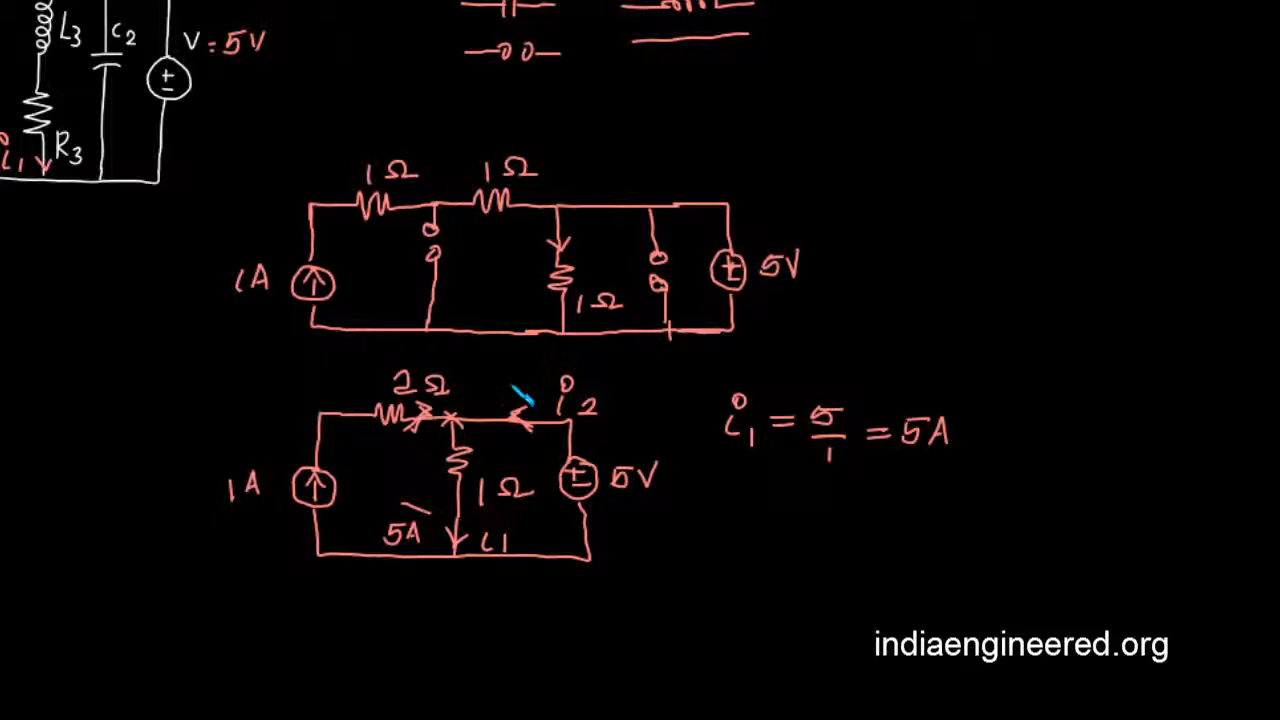 L3
C2
V = 5V
R3
i1
1Ω
1Ω
1A
1Ω
5V
2Ω
i2
1A
1Ω
5V
5A
i1
i1 = 5/1 = 5A
indiaengineered.org